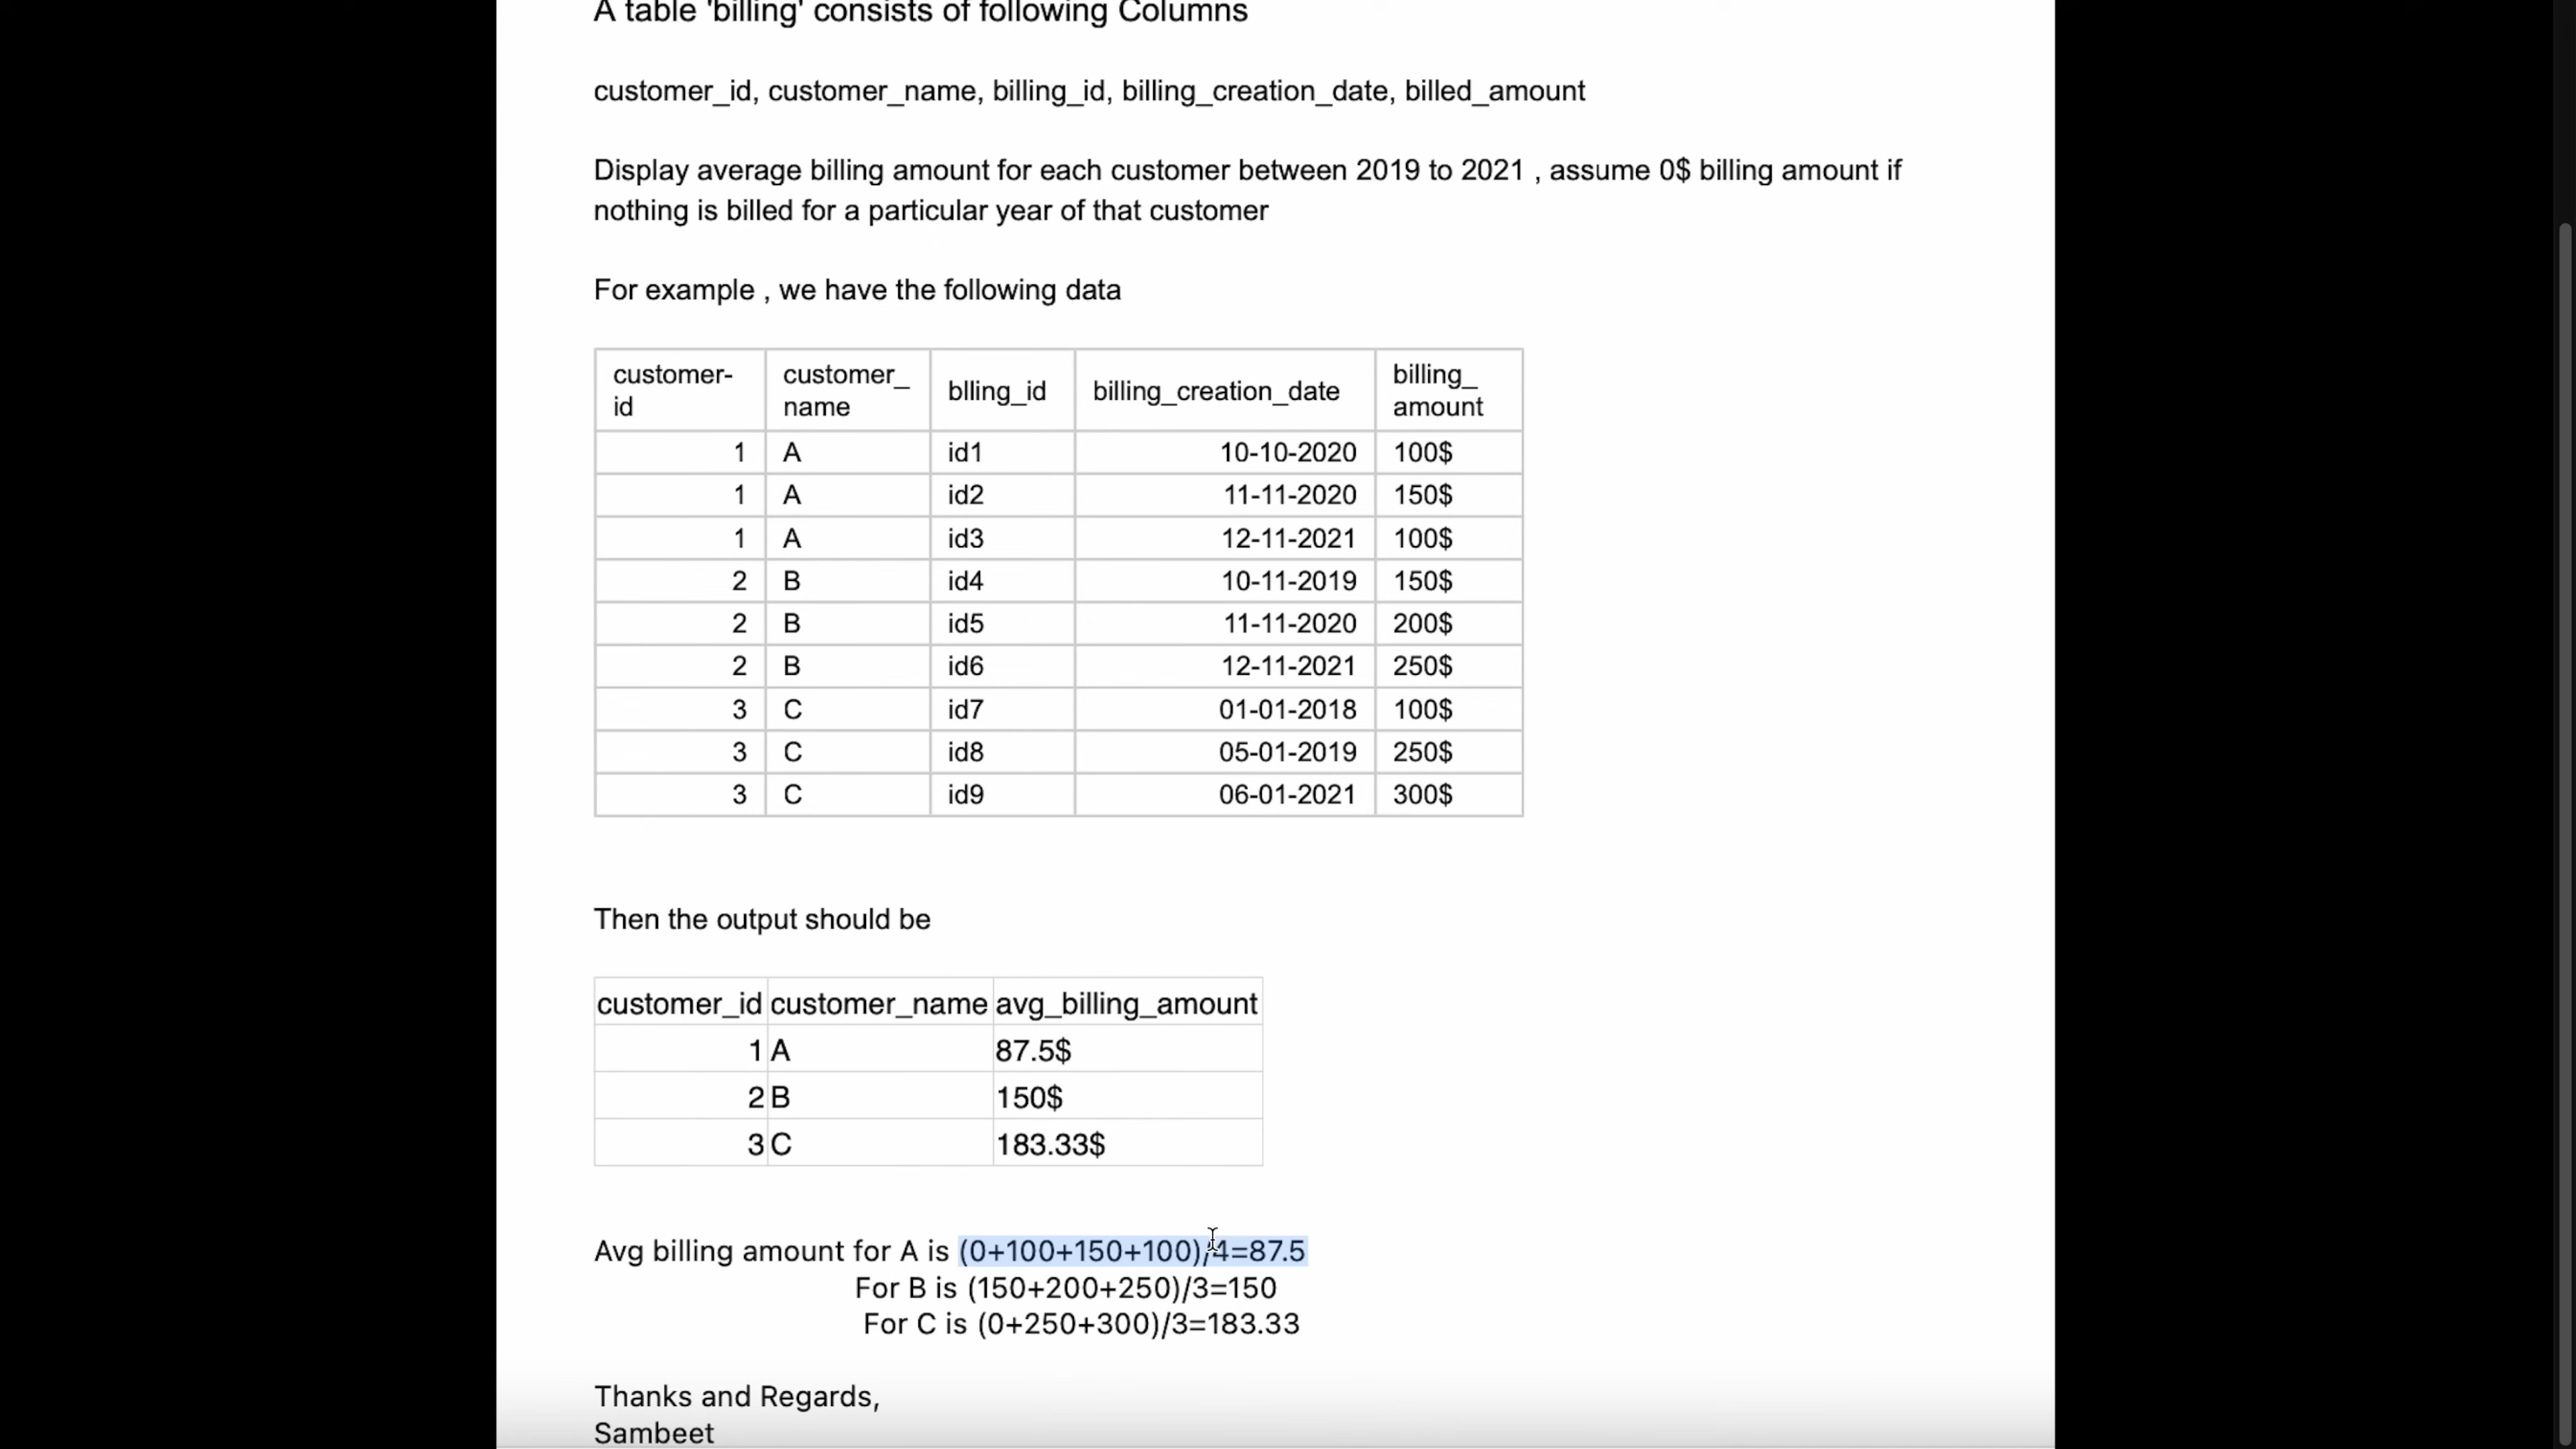 A table 'billing' consists of following Columns
customer_id, customer_name, billing_id, billing_creation_date, billed_amount
Display average billing amount for each customer between 2019 to 2021 , assume 0$ billing amount if
nothing is billed for a particular year of that customer
For example , we have the following data
customer-id customer_name blling_id billing_creation_date billing_amount
1 A id1 10-10-2020 100$
1 A id2 11-11-2020 150$
1 A id3 12-11-2021 100$
2 B id4 10-11-2019 150$
2 B id5 11-11-2020 200$
2 B id6 12-11-2021 250$
3 C id7 01-01-2018 100$
3 C id8 05-01-2019 250$
3 C id9 06-01-2021 300$
Then the output should be
customer_id customer_name avg_billing_amount
1 A 87.5$
2 B 150$
3 C 183.33$
Avg billing amount for A is (0+100+150+100)/4=87.5
For B is (150+200+250)/3=150
For C is (0+250+300)/3=183.33
Thanks and Regards,
Sambeet